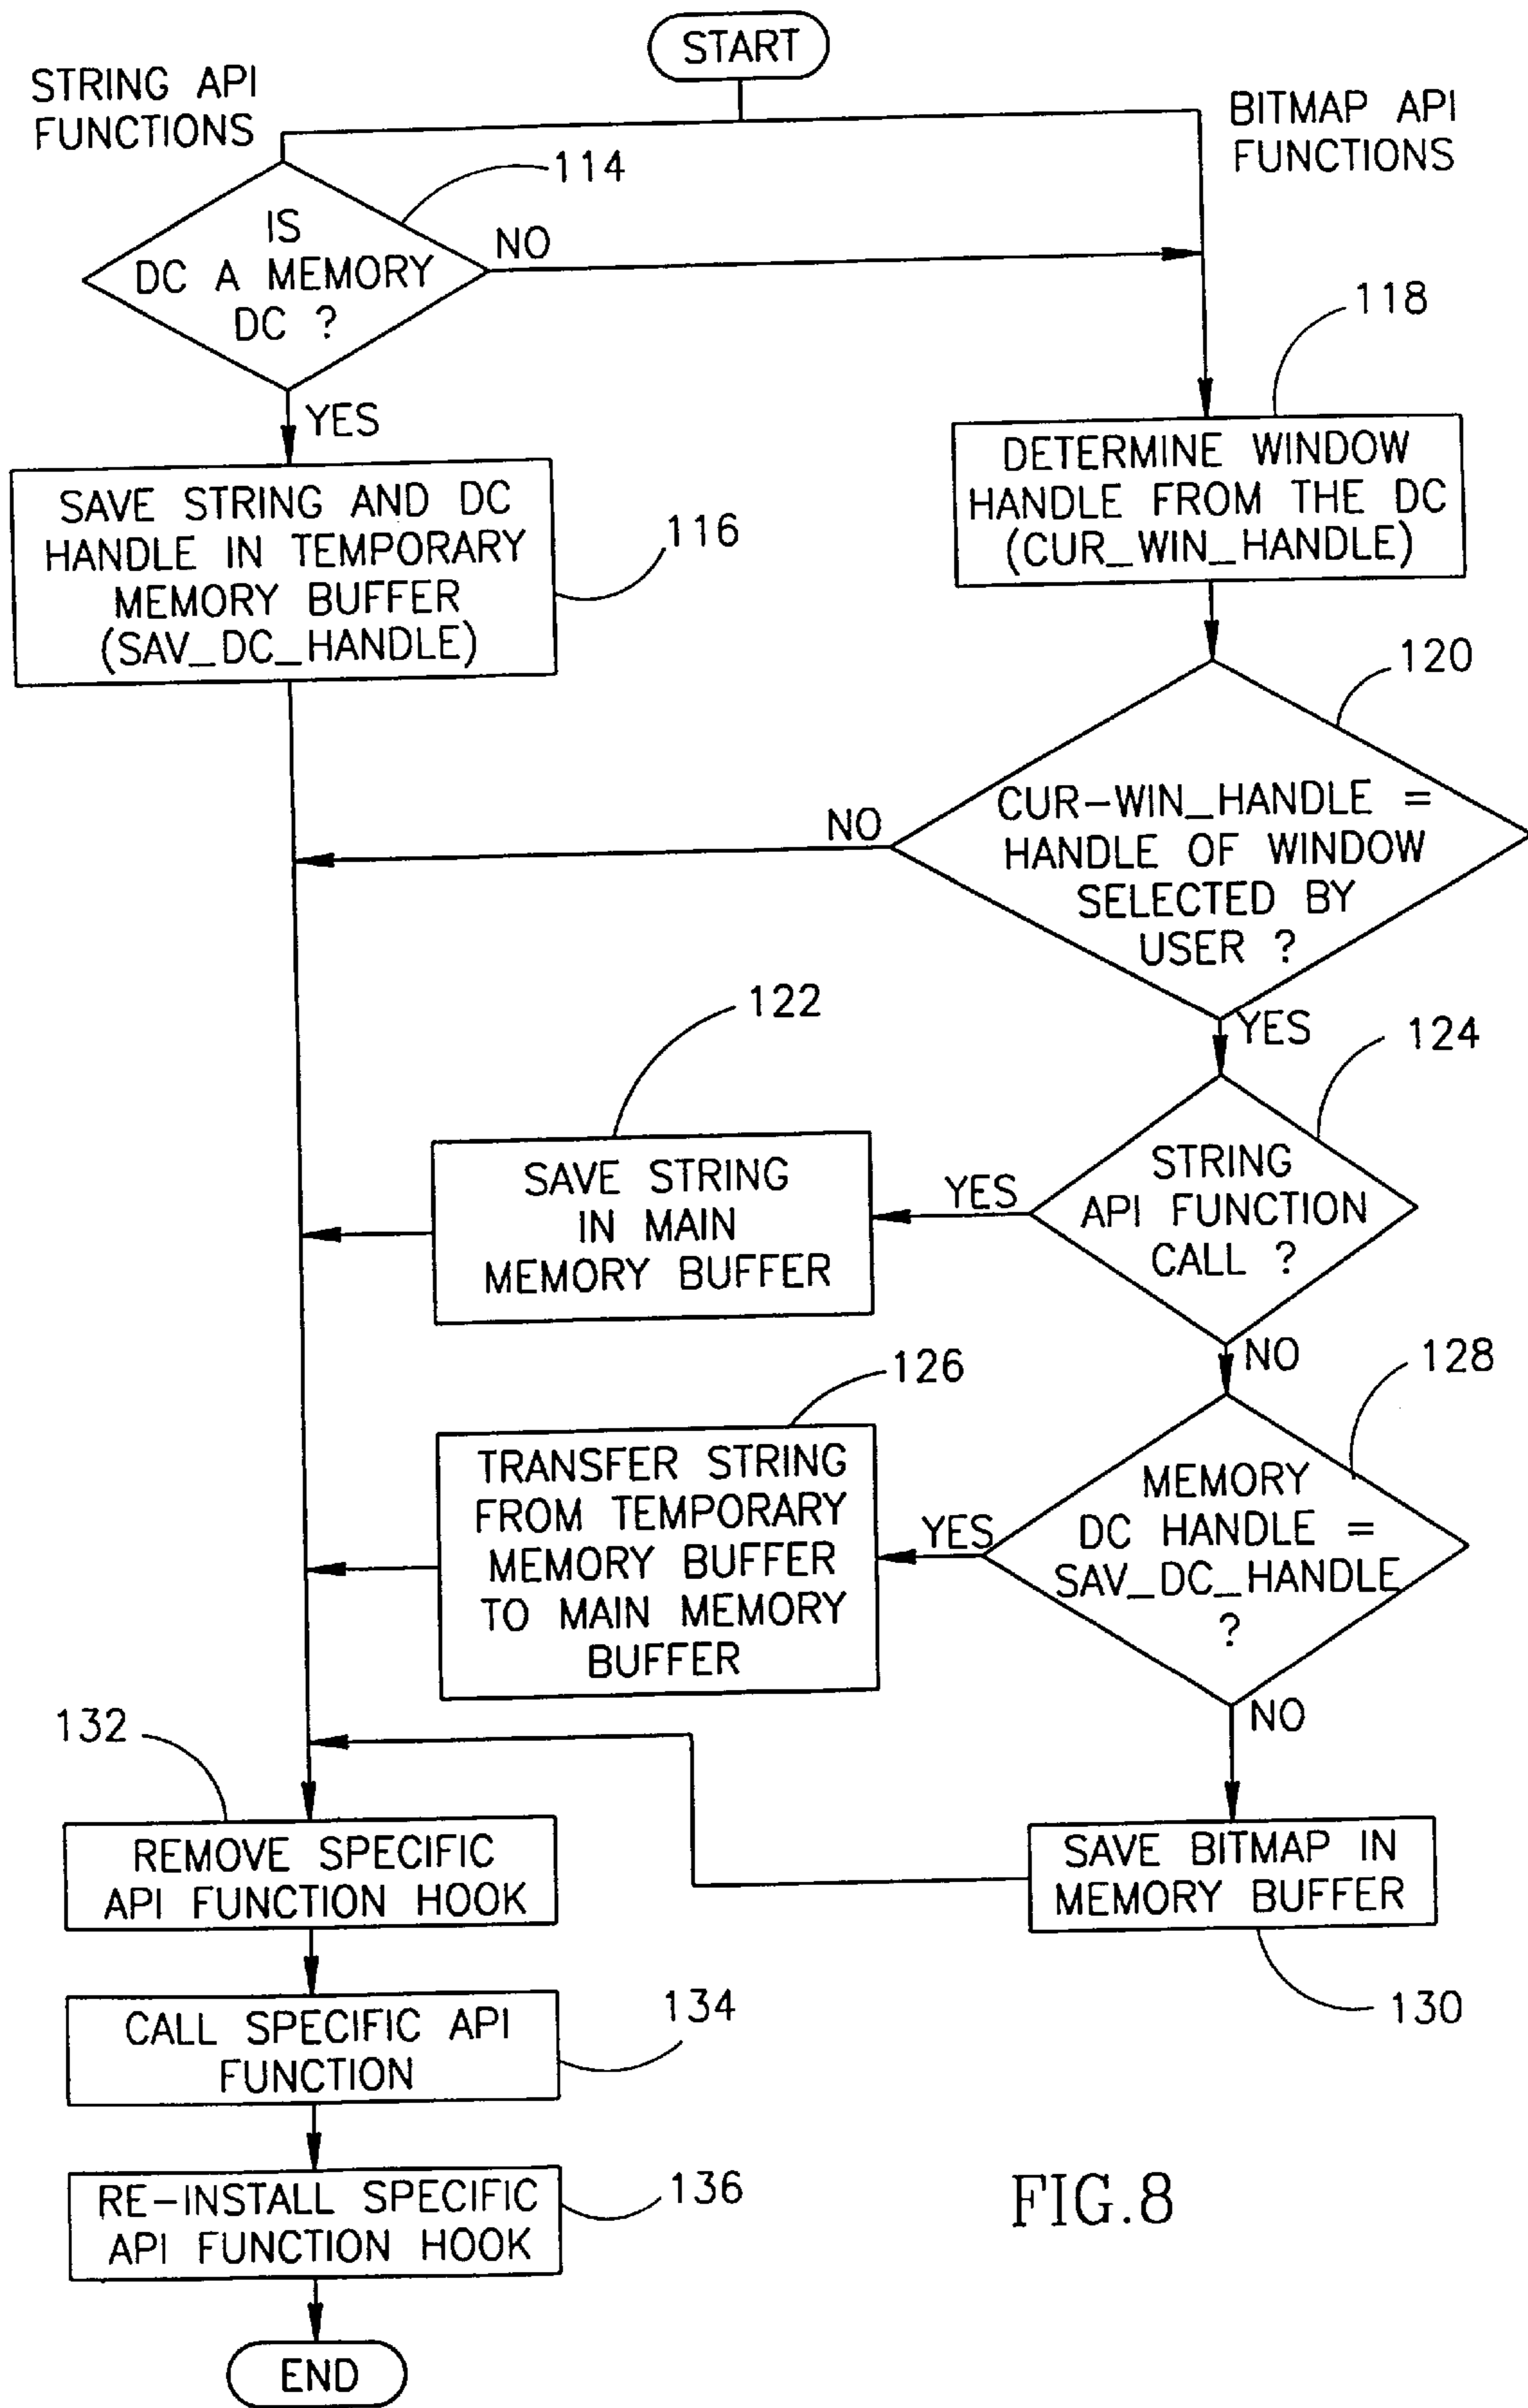 START
STRING API
FUNCTIONS
BITMAP API
FUNCTIONS
114
IS
DC A MEMORY
DC ?
NO
YES
118
DETERMINE WINDOW
HANDLE FROM THE DC
(CUR_WIN_HANDLE)
SAVE STRING AND DC
HANDLE IN TEMPORARY
MEMORY BUFFER
(SAV_DC_HANDLE)
116
120
CUR-WIN_HANDLE =
HANDLE OF WINDOW
SELECTED BY
USER ?
NO
YES
122
124
SAVE STRING
IN MAIN
MEMORY BUFFER
YES
STRING
API FUNCTION
CALL ?
NO
126
128
TRANSFER STRING
FROM TEMPORARY
MEMORY BUFFER
TO MAIN MEMORY
BUFFER
YES
MEMORY
DC HANDLE =
SAV_DC_HANDLE
?
NO
132
REMOVE SPECIFIC
API FUNCTION HOOK
SAVE BITMAP IN
MEMORY BUFFER
130
CALL SPECIFIC API
FUNCTION
134
RE-INSTALL SPECIFIC
API FUNCTION HOOK
136
END
FIG.8